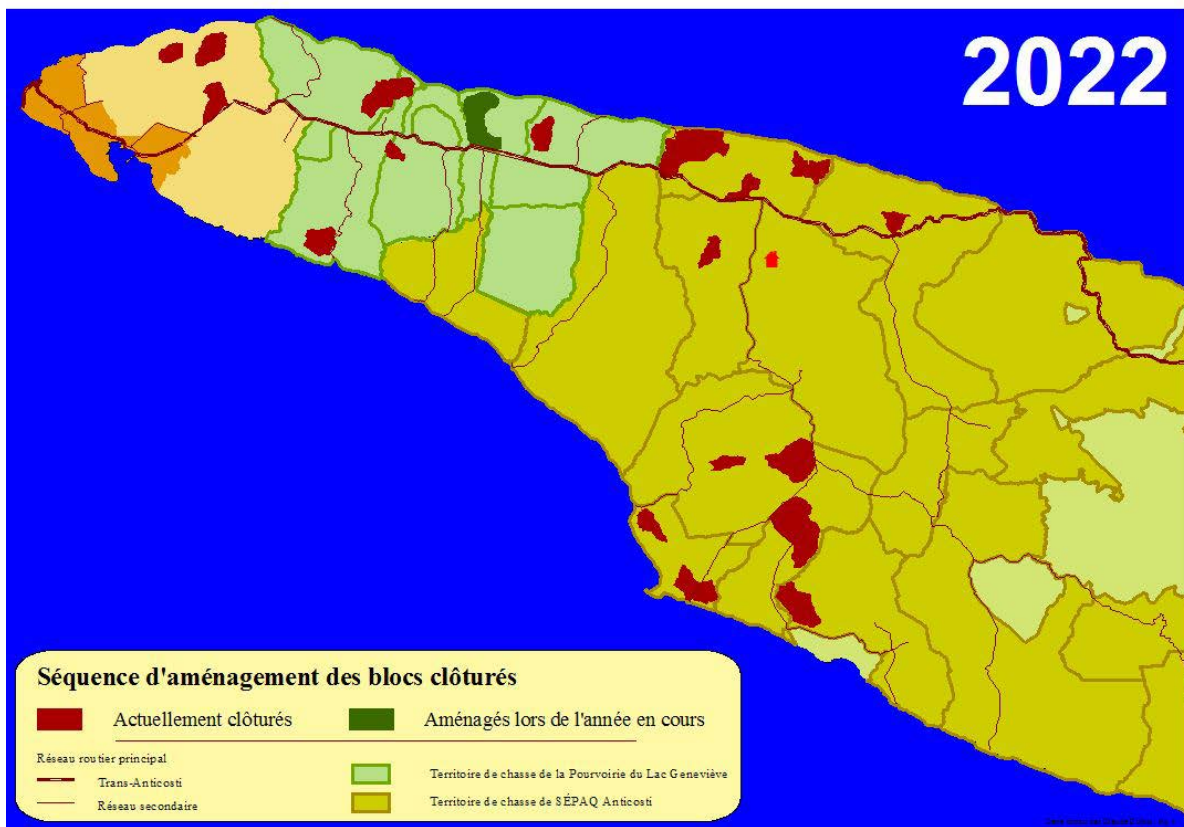 2022
Séquence d'aménagement des blocs clôturés
Actuellement clôturés
Aménagés lors de l'année en cours
Réseau routier principal
Trans-Anticosti
Réseau secondaire
Territoire de chasse de la Pourvoirie du Lac Geneviève
Territoire de chasse de SÉPAQ Anticosti